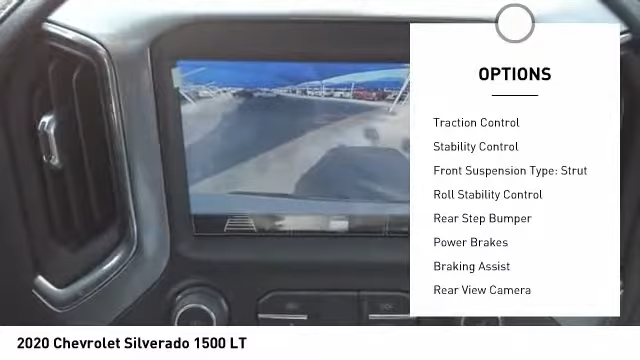 OPTIONS
Traction Control
Stability Control
Front Suspension Type: Strut
Roll Stability Control
Rear Step Bumper
Power Brakes
Braking Assist
Rear View Camera
2020 Chevrolet Silverado 1500 LT